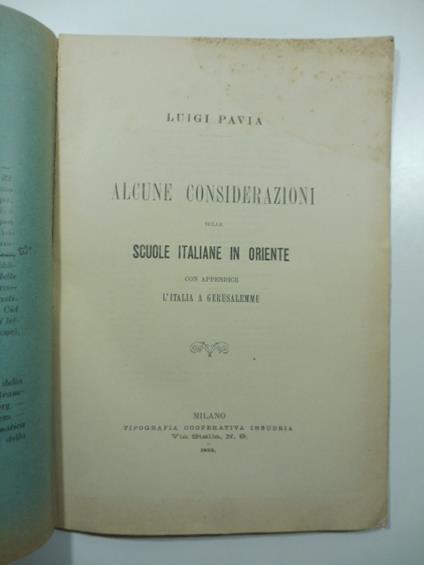 LUIGI PAVIA
ALCUNE CONSIDERAZIONI
SULLE
SCUOLE ITALIANE IN ORIENTE
CON APPENDICE
L'ITALIA A GERUSALEMME
MILANO
TIPOGRAFIA COOPERATIVA INSUBRIA
Via Stella, N. 9.